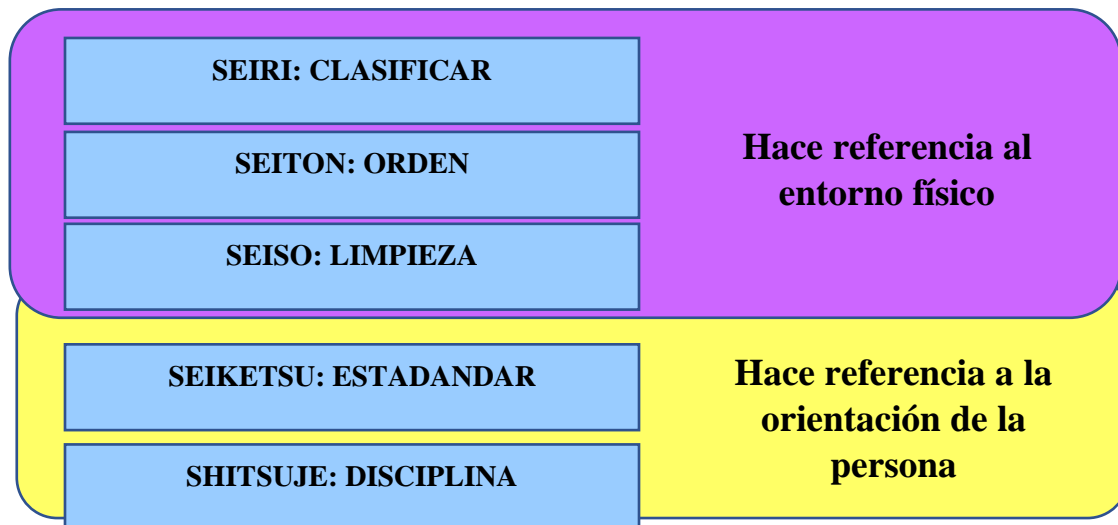 SEIRI: CLASIFICAR
SEITON: ORDEN
SEISO: LIMPIEZA
Hace referencia al
entorno físico
SEIKETSU: ESTADANDAR
SHITSUJE: DISCIPLINA
Hace referencia a la
orientación de la
persona